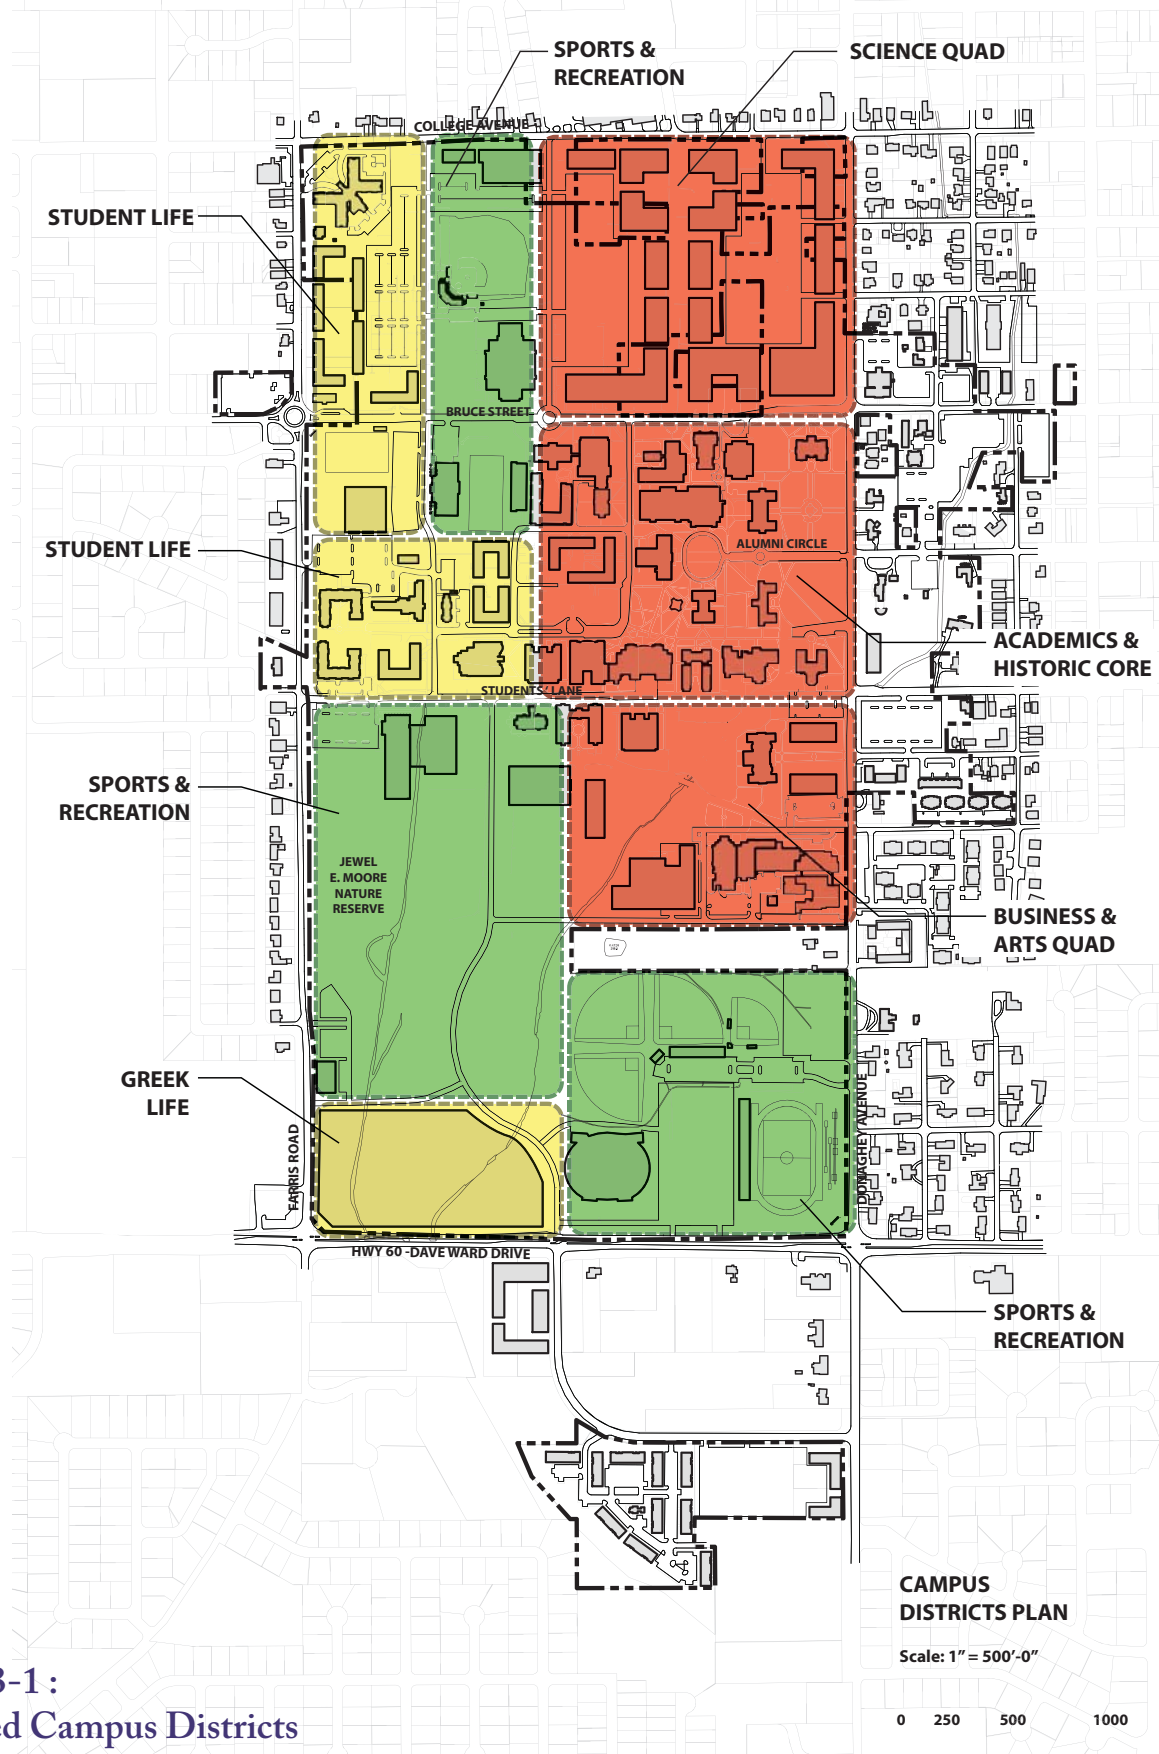 SPORTS &
RECREATION
SCIENCE QUAD
COLLEGE AVENUE
STUDENT LIFE
BRUCE STREET
STUDENT LIFE
ALUMNI CIRCLE
ACADEMICS &
HISTORIC CORE
STUDENTS' LANE
SPORTS &
RECREATION
JEWEL
E. MOORE
NATURE
RESERVE
BUSINESS &
ARTS QUAD
GREEK
LIFE
FARRIS ROAD
DONAGHEY AVENUE
HWY 60 -DAVE WARD DRIVE
SPORTS &
RECREATION
CAMPUS
DISTRICTS PLAN
Scale: 1” = 500’-0”
3-1 :
ed Campus Districts
0 250 500 1000